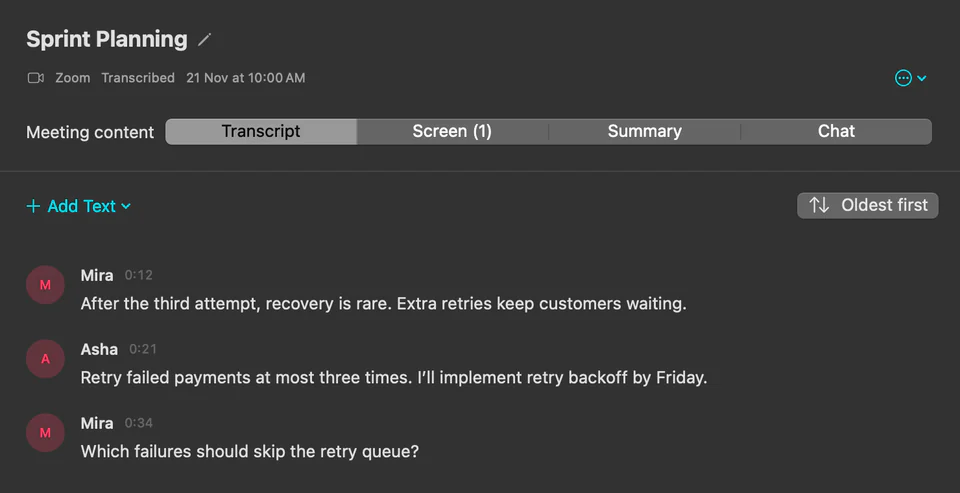 Sprint Planning
Zoom Transcribed 21 Nov at 10:00 AM
Meeting content Transcript Screen (1) Summary Chat
+ Add Text Oldest first
M Mira 0:12
After the third attempt, recovery is rare. Extra retries keep customers waiting.
A Asha 0:21
Retry failed payments at most three times. I’ll implement retry backoff by Friday.
M Mira 0:34
Which failures should skip the retry queue?